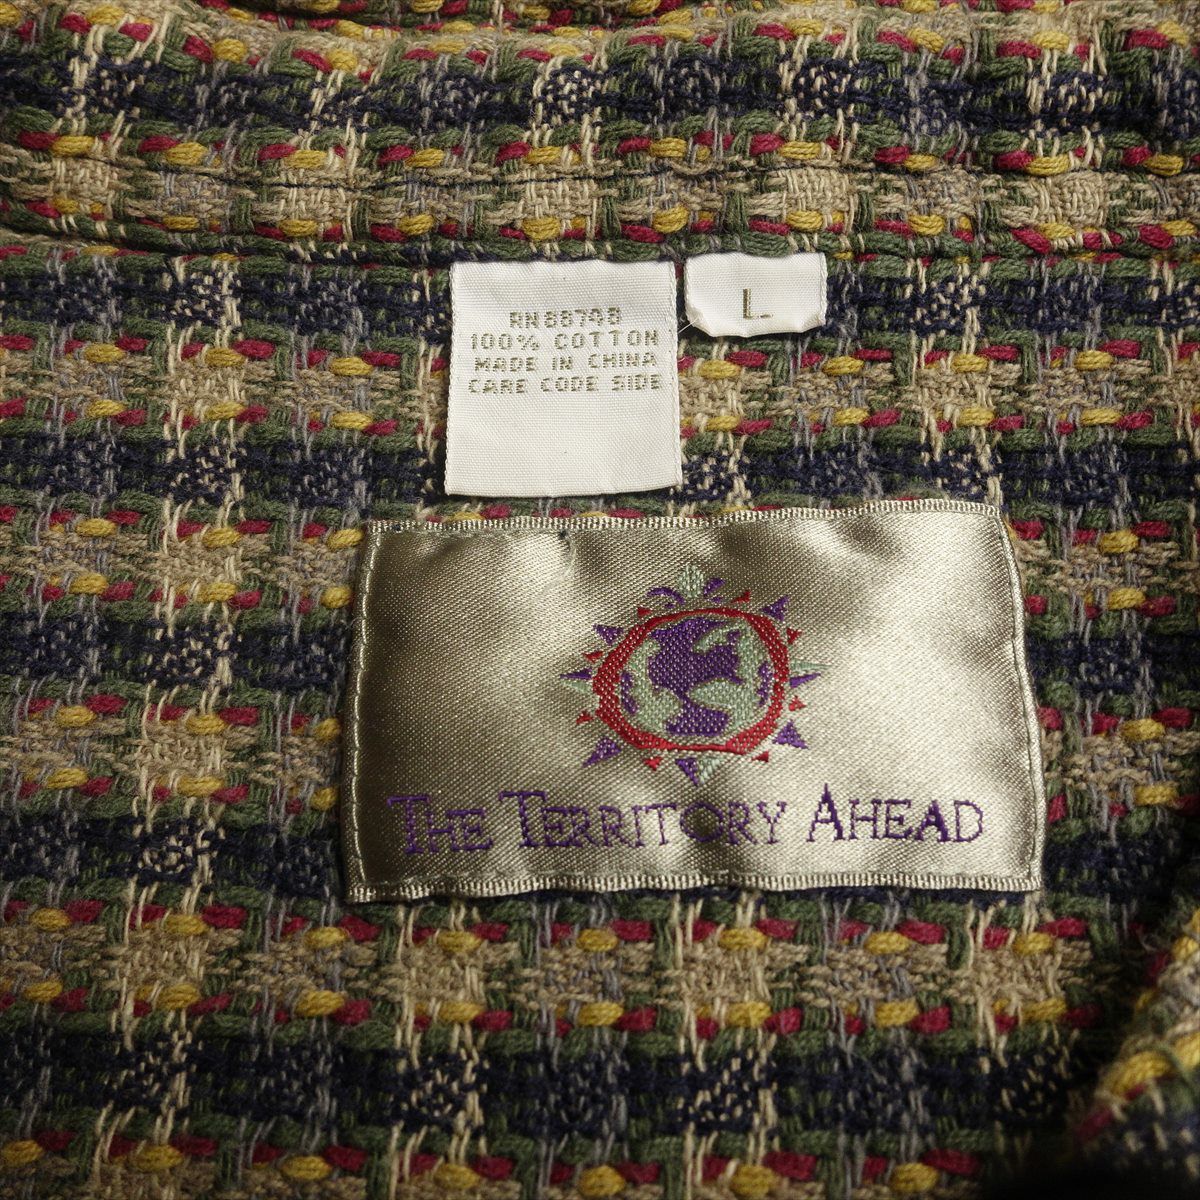 RN88748
100% COTTON
MADE IN CHINA
CARE CODE SIDE
L
THE TERRITORY AHEAD